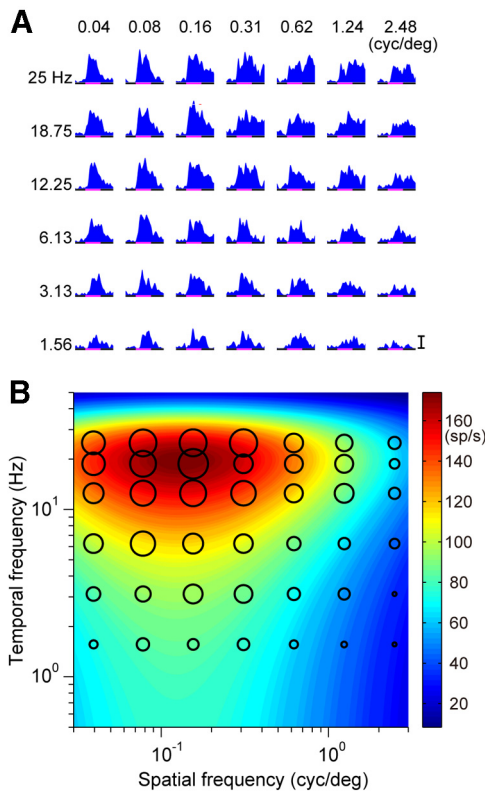 A
0.04 0.08 0.16 0.31 0.62 1.24 2.48
(cyc/deg)
25 Hz
18.75
12.25
6.13
3.13
1.56
B
160
(sp/s)
140
120
100
80
60
40
20
Temporal frequency (Hz)
10^1
10^0
10^-1 10^0
Spatial frequency (cyc/deg)